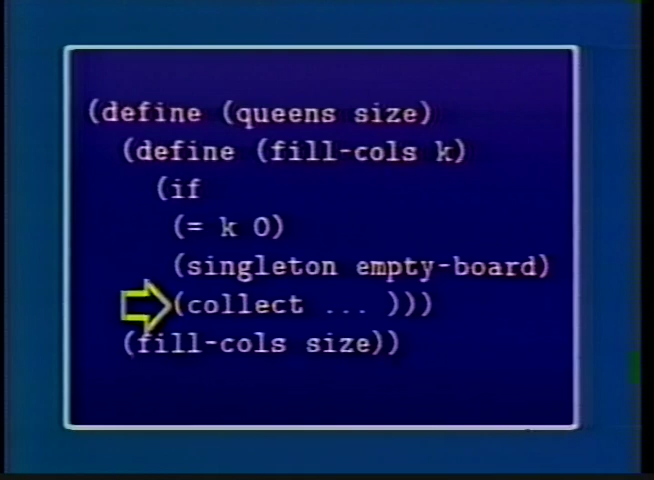 (define (queens size)
(define (fill-cols k)
(if
(= k 0)
(singleton empty-board)
(collect ... )))
(fill-cols size))